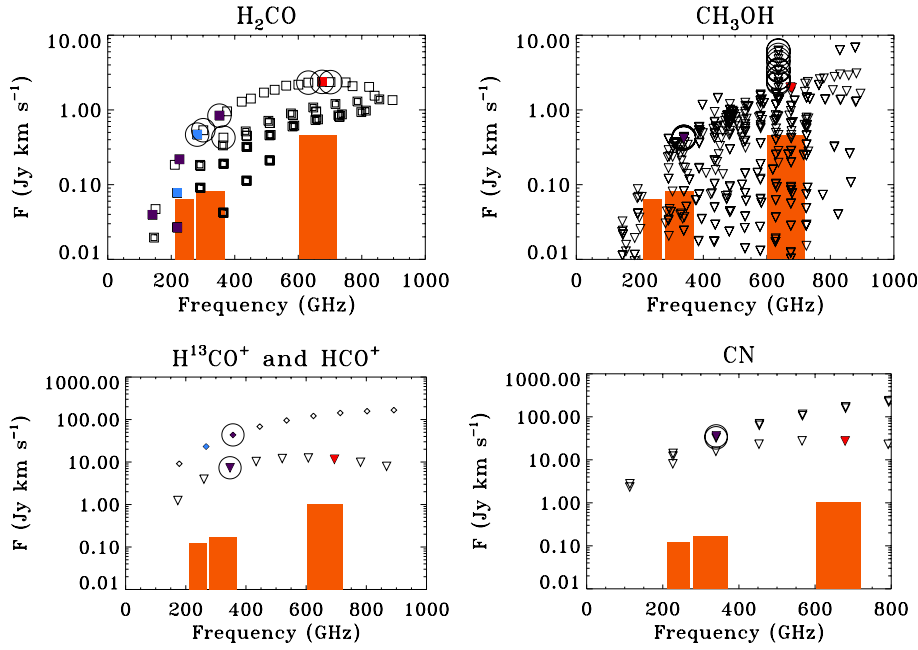 H₂CO
F (Jy km s⁻¹)
10.00
1.00
0.10
0.01
0 200 400 600 800 1000
Frequency (GHz)
CH₃OH
F (Jy km s⁻¹)
10.00
1.00
0.10
0.01
0 200 400 600 800 1000
Frequency (GHz)
H¹³CO⁺ and HCO⁺
F (Jy km s⁻¹)
1000.00
100.00
10.00
1.00
0.10
0.01
0 200 400 600 800 1000
Frequency (GHz)
CN
F (Jy km s⁻¹)
1000.00
100.00
10.00
1.00
0.10
0.01
0 200 400 600 800
Frequency (GHz)